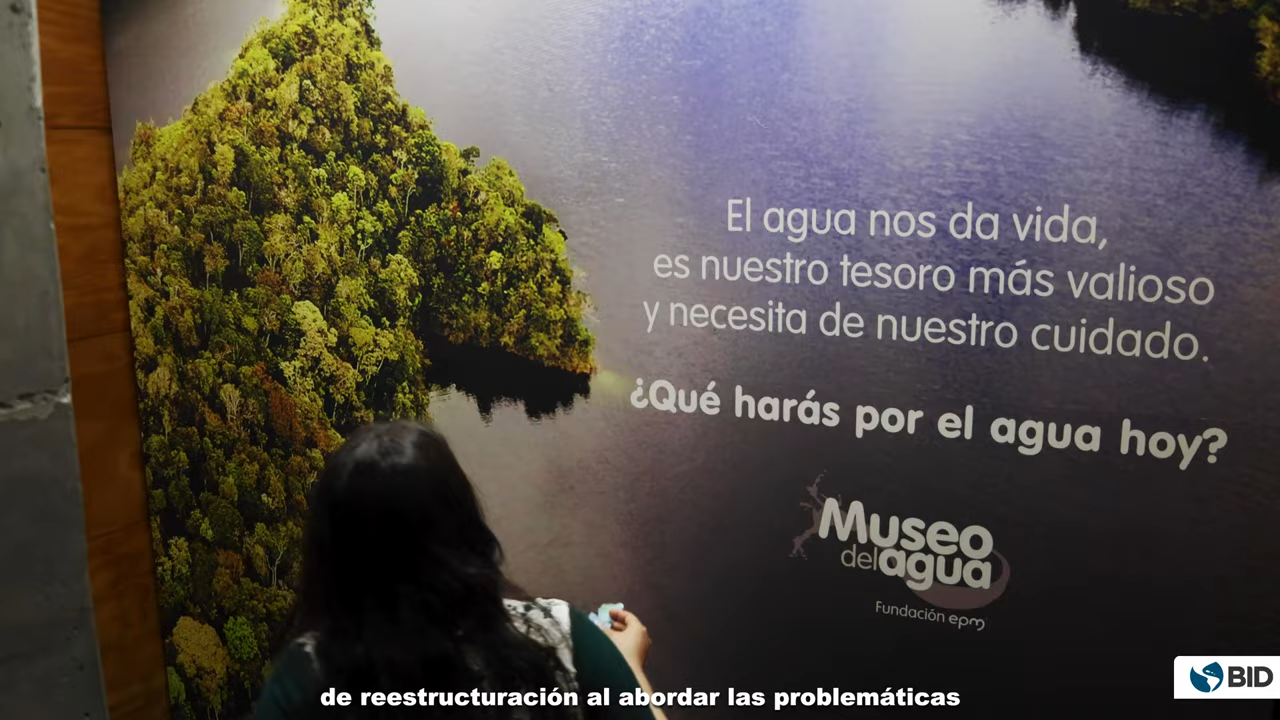 El agua nos da vida,
es nuestro tesoro más valioso
y necesita de nuestro cuidado.
¿Qué harás por el agua hoy?
Museo
del agua
Fundación epm
de reestructuración al abordar las problemáticas
BID